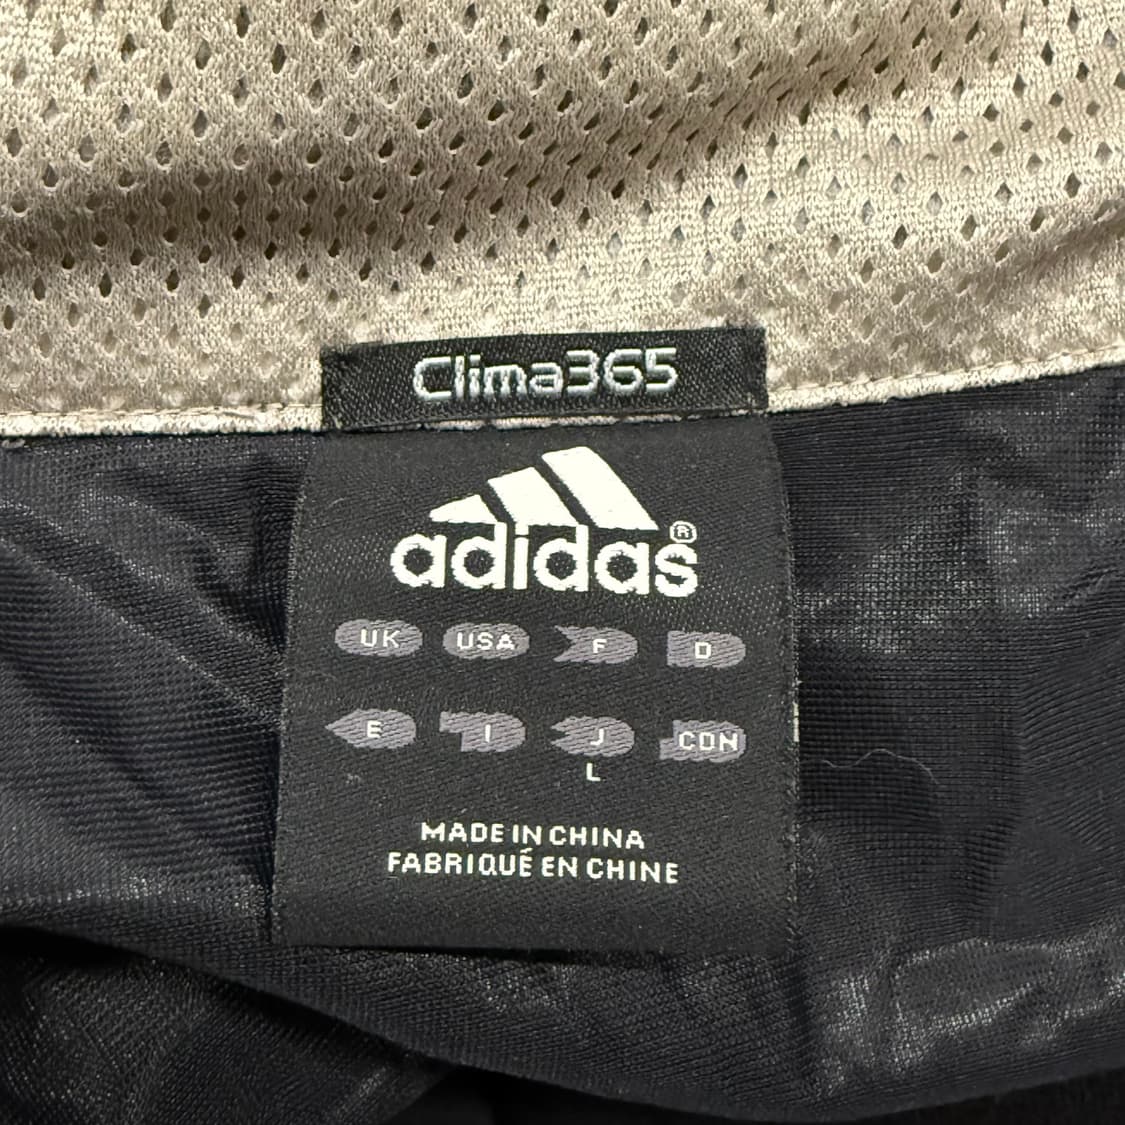 Clima365
adidas®
UK USA F D
E I J CDN
L
MADE IN CHINA
FABRIQUÉ EN CHINE